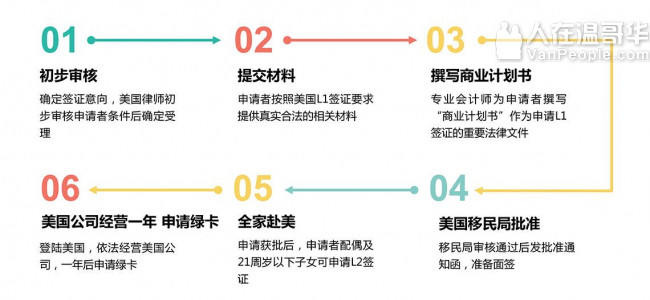 人在温哥华
VanPeople.com
01
02
03
初步审核
提交材料
撰写商业计划书
确定签证意向，美国律师初
步审核申请者条件后确定受
理
申请者按照美国L1签证要求
提供真实合法的相关材料
专业会计师为申请者撰写
“商业计划书”作为申请L1
签证的重要法律文件
06
05
04
美国公司经营一年 申请绿卡
全家赴美
美国移民局批准
登陆美国，依法经营美国公
司，一年后申请绿卡
申请获批后，申请者配偶及
21周岁以下子女可申请L2签
证
移民局审核通过后发批准通
知函，准备面签